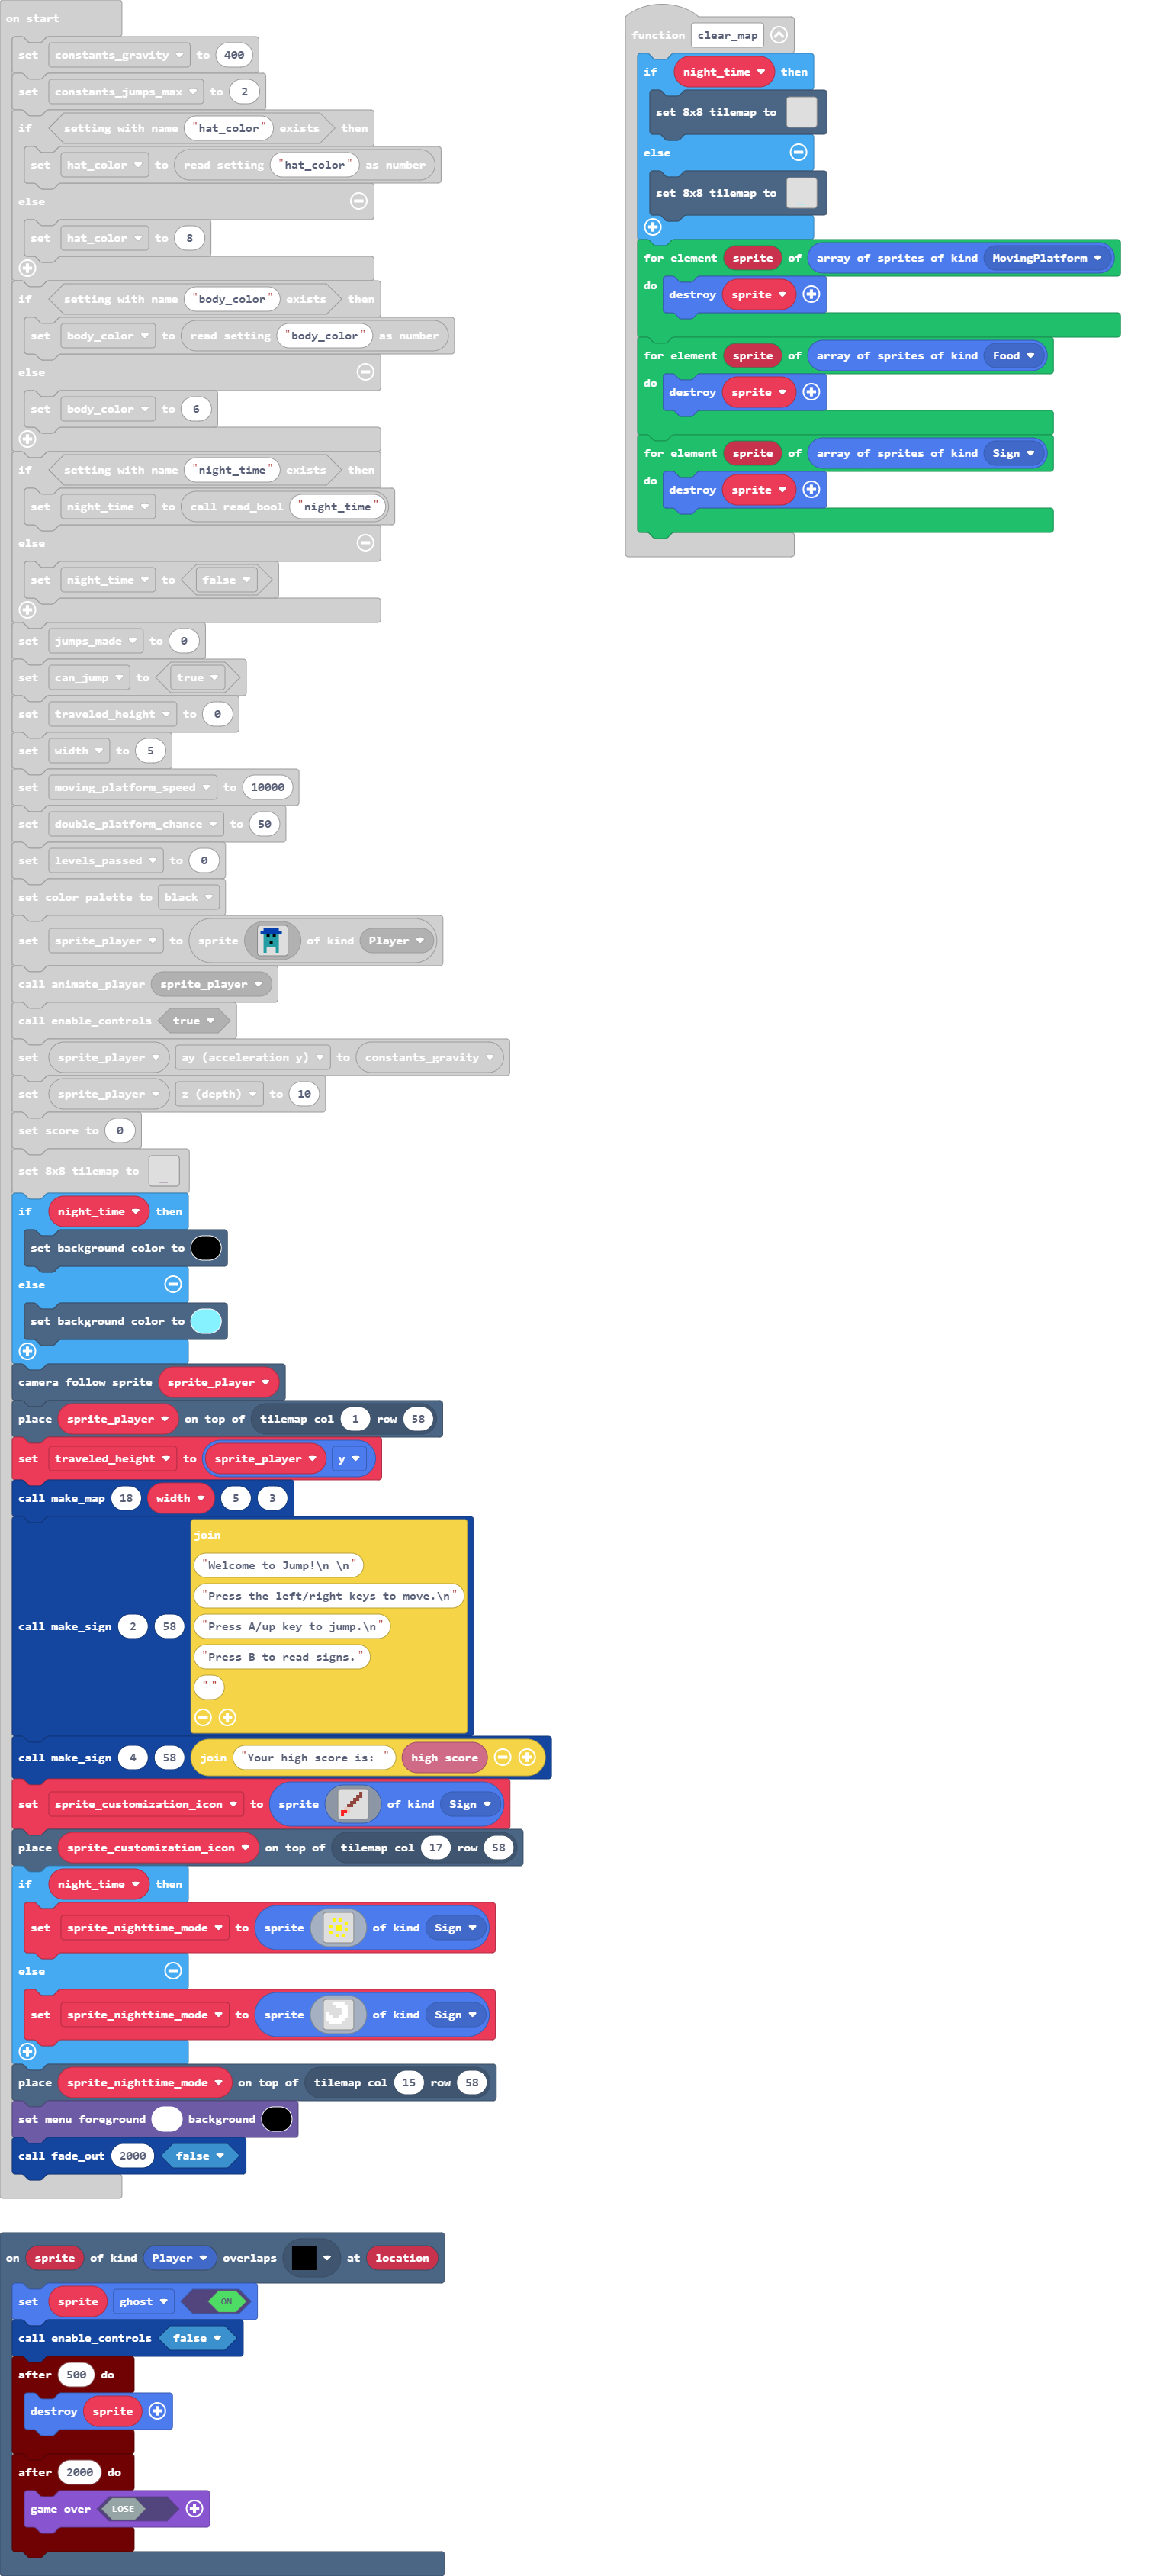 on start
set constants_gravity to 400
set constants_jumps_max to 2
if setting with name "hat_color" exists then
set hat_color to read setting "hat_color" as number
else
set hat_color to 8
if setting with name "body_color" exists then
set body_color to read setting "body_color" as number
else
set body_color to 6
if setting with name "night_time" exists then
set night_time to call read_bool "night_time"
else
set night_time to false
set jumps_made to 0
set can_jump to true
set traveled_height to 0
set width to 5
set moving_platform_speed to 10000
set double_platform_chance to 50
set levels_passed to 0
set color palette to black
set sprite_player to sprite of kind Player
call animate_player sprite_player
call enable_controls true
set sprite_player ay (acceleration y) to constants_gravity
set sprite_player z (depth) to 10
set score to 0
set 8x8 tilemap to
if night_time then
set background color to
else
set background color to
camera follow sprite sprite_player
place sprite_player on top of tilemap col 1 row 58
set traveled_height to sprite_player y
call make_map 18 width 5 3
call make_sign 2 58 join
"Welcome to Jump!\n \n"
"Press the left/right keys to move.\n"
"Press A/up key to jump.\n"
"Press B to read signs."
""
call make_sign 4 58 join "Your high score is: " high score
set sprite_customization_icon to sprite of kind Sign
place sprite_customization_icon on top of tilemap col 17 row 58
if night_time then
set sprite_nighttime_mode to sprite of kind Sign
else
set sprite_nighttime_mode to sprite of kind Sign
place sprite_nighttime_mode on top of tilemap col 15 row 58
set menu foreground background
call fade_out 2000 false
on sprite of kind Player overlaps at location
set sprite ghost ON
call enable_controls false
after 500 do
destroy sprite
after 2000 do
game over LOSE
function clear_map
if night_time then
set 8x8 tilemap to
else
set 8x8 tilemap to
for element sprite of array of sprites of kind MovingPlatform
do destroy sprite
for element sprite of array of sprites of kind Food
do destroy sprite
for element sprite of array of sprites of kind Sign
do destroy sprite